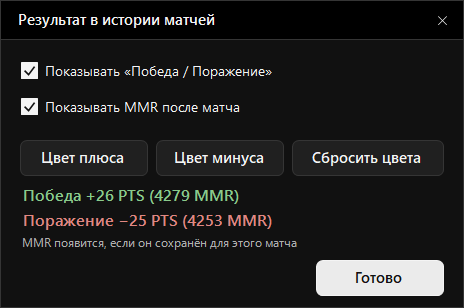 Результат в истории матчей
Показывать «Победа / Поражение»
Показывать MMR после матча
Цвет плюса Цвет минуса Сбросить цвета
Победа +26 PTS (4279 MMR)
Поражение −25 PTS (4253 MMR)
MMR появится, если он сохранён для этого матча
Готово